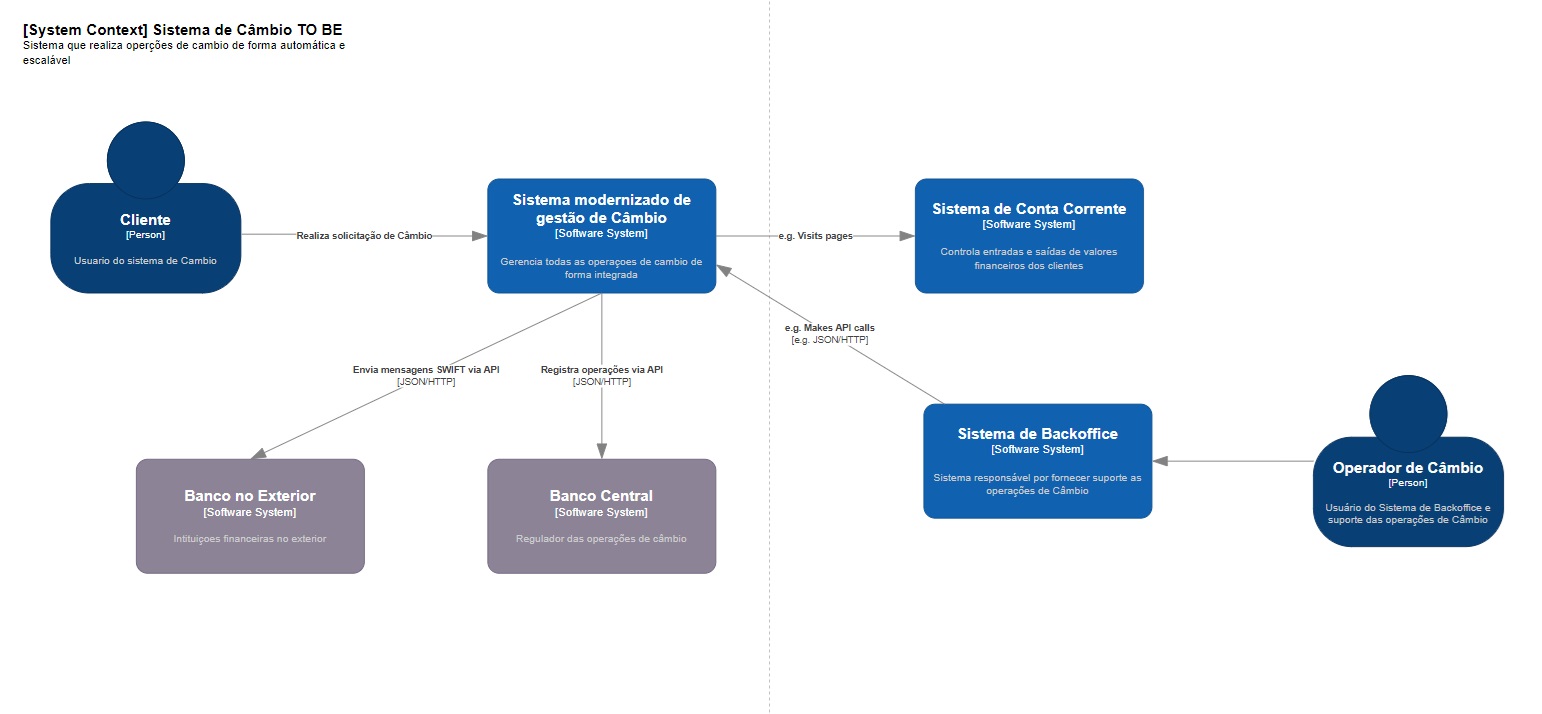 [System Context] Sistema de Câmbio TO BE
Sistema que realiza operções de cambio de forma automática e
escalável
Cliente
[Person]
Usuario do sistema de Cambio
Realiza solicitação de Câmbio
Sistema modernizado de
gestão de Câmbio
[Software System]
Gerencia todas as operaçoes de cambio de
forma integrada
e.g. Visits pages
Sistema de Conta Corrente
[Software System]
Controla entradas e saídas de valores
financeiros dos clientes
e.g. Makes API calls
[e.g. JSON/HTTP]
Envia mensagens SWIFT via API
[JSON/HTTP]
Registra operações via API
[JSON/HTTP]
Banco no Exterior
[Software System]
Intituiçoes financeiras no exterior
Banco Central
[Software System]
Regulador das operações de câmbio
Sistema de Backoffice
[Software System]
Sistema responsável por fornecer suporte as
operações de Câmbio
Operador de Câmbio
[Person]
Usuário do Sistema de Backoffice e
suporte das operações de Câmbio